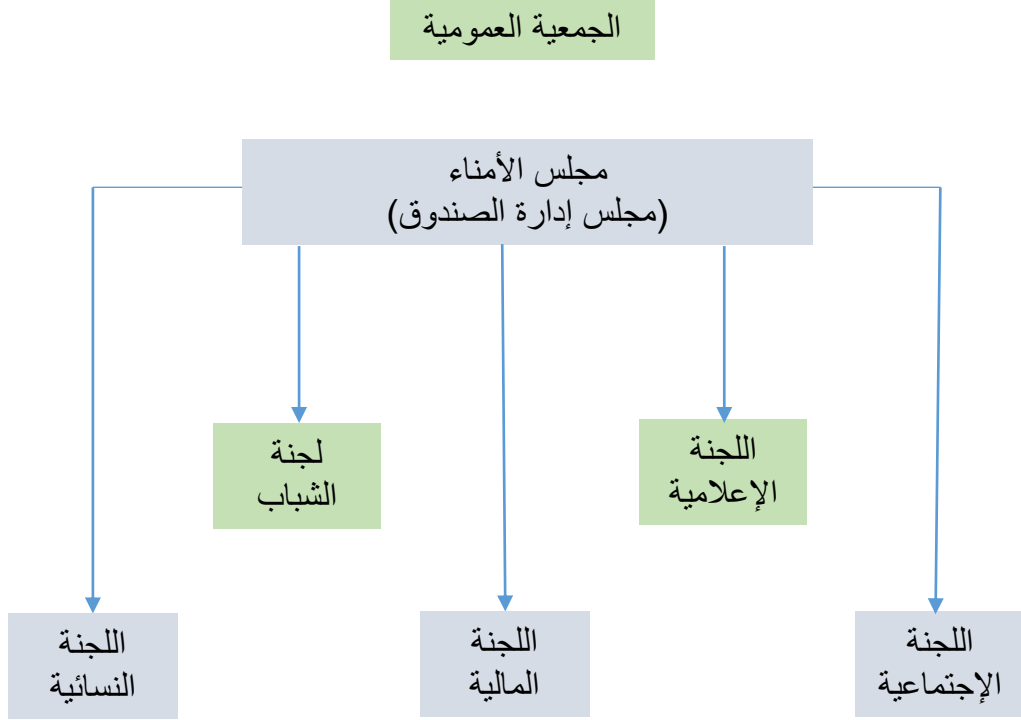 الجمعية العمومية
مجلس الأمناء
(مجلس إدارة الصندوق)
اللجنة
الإعلامية
لجنة
الشباب
اللجنة
الإجتماعية
اللجنة
المالية
اللجنة
النسائية